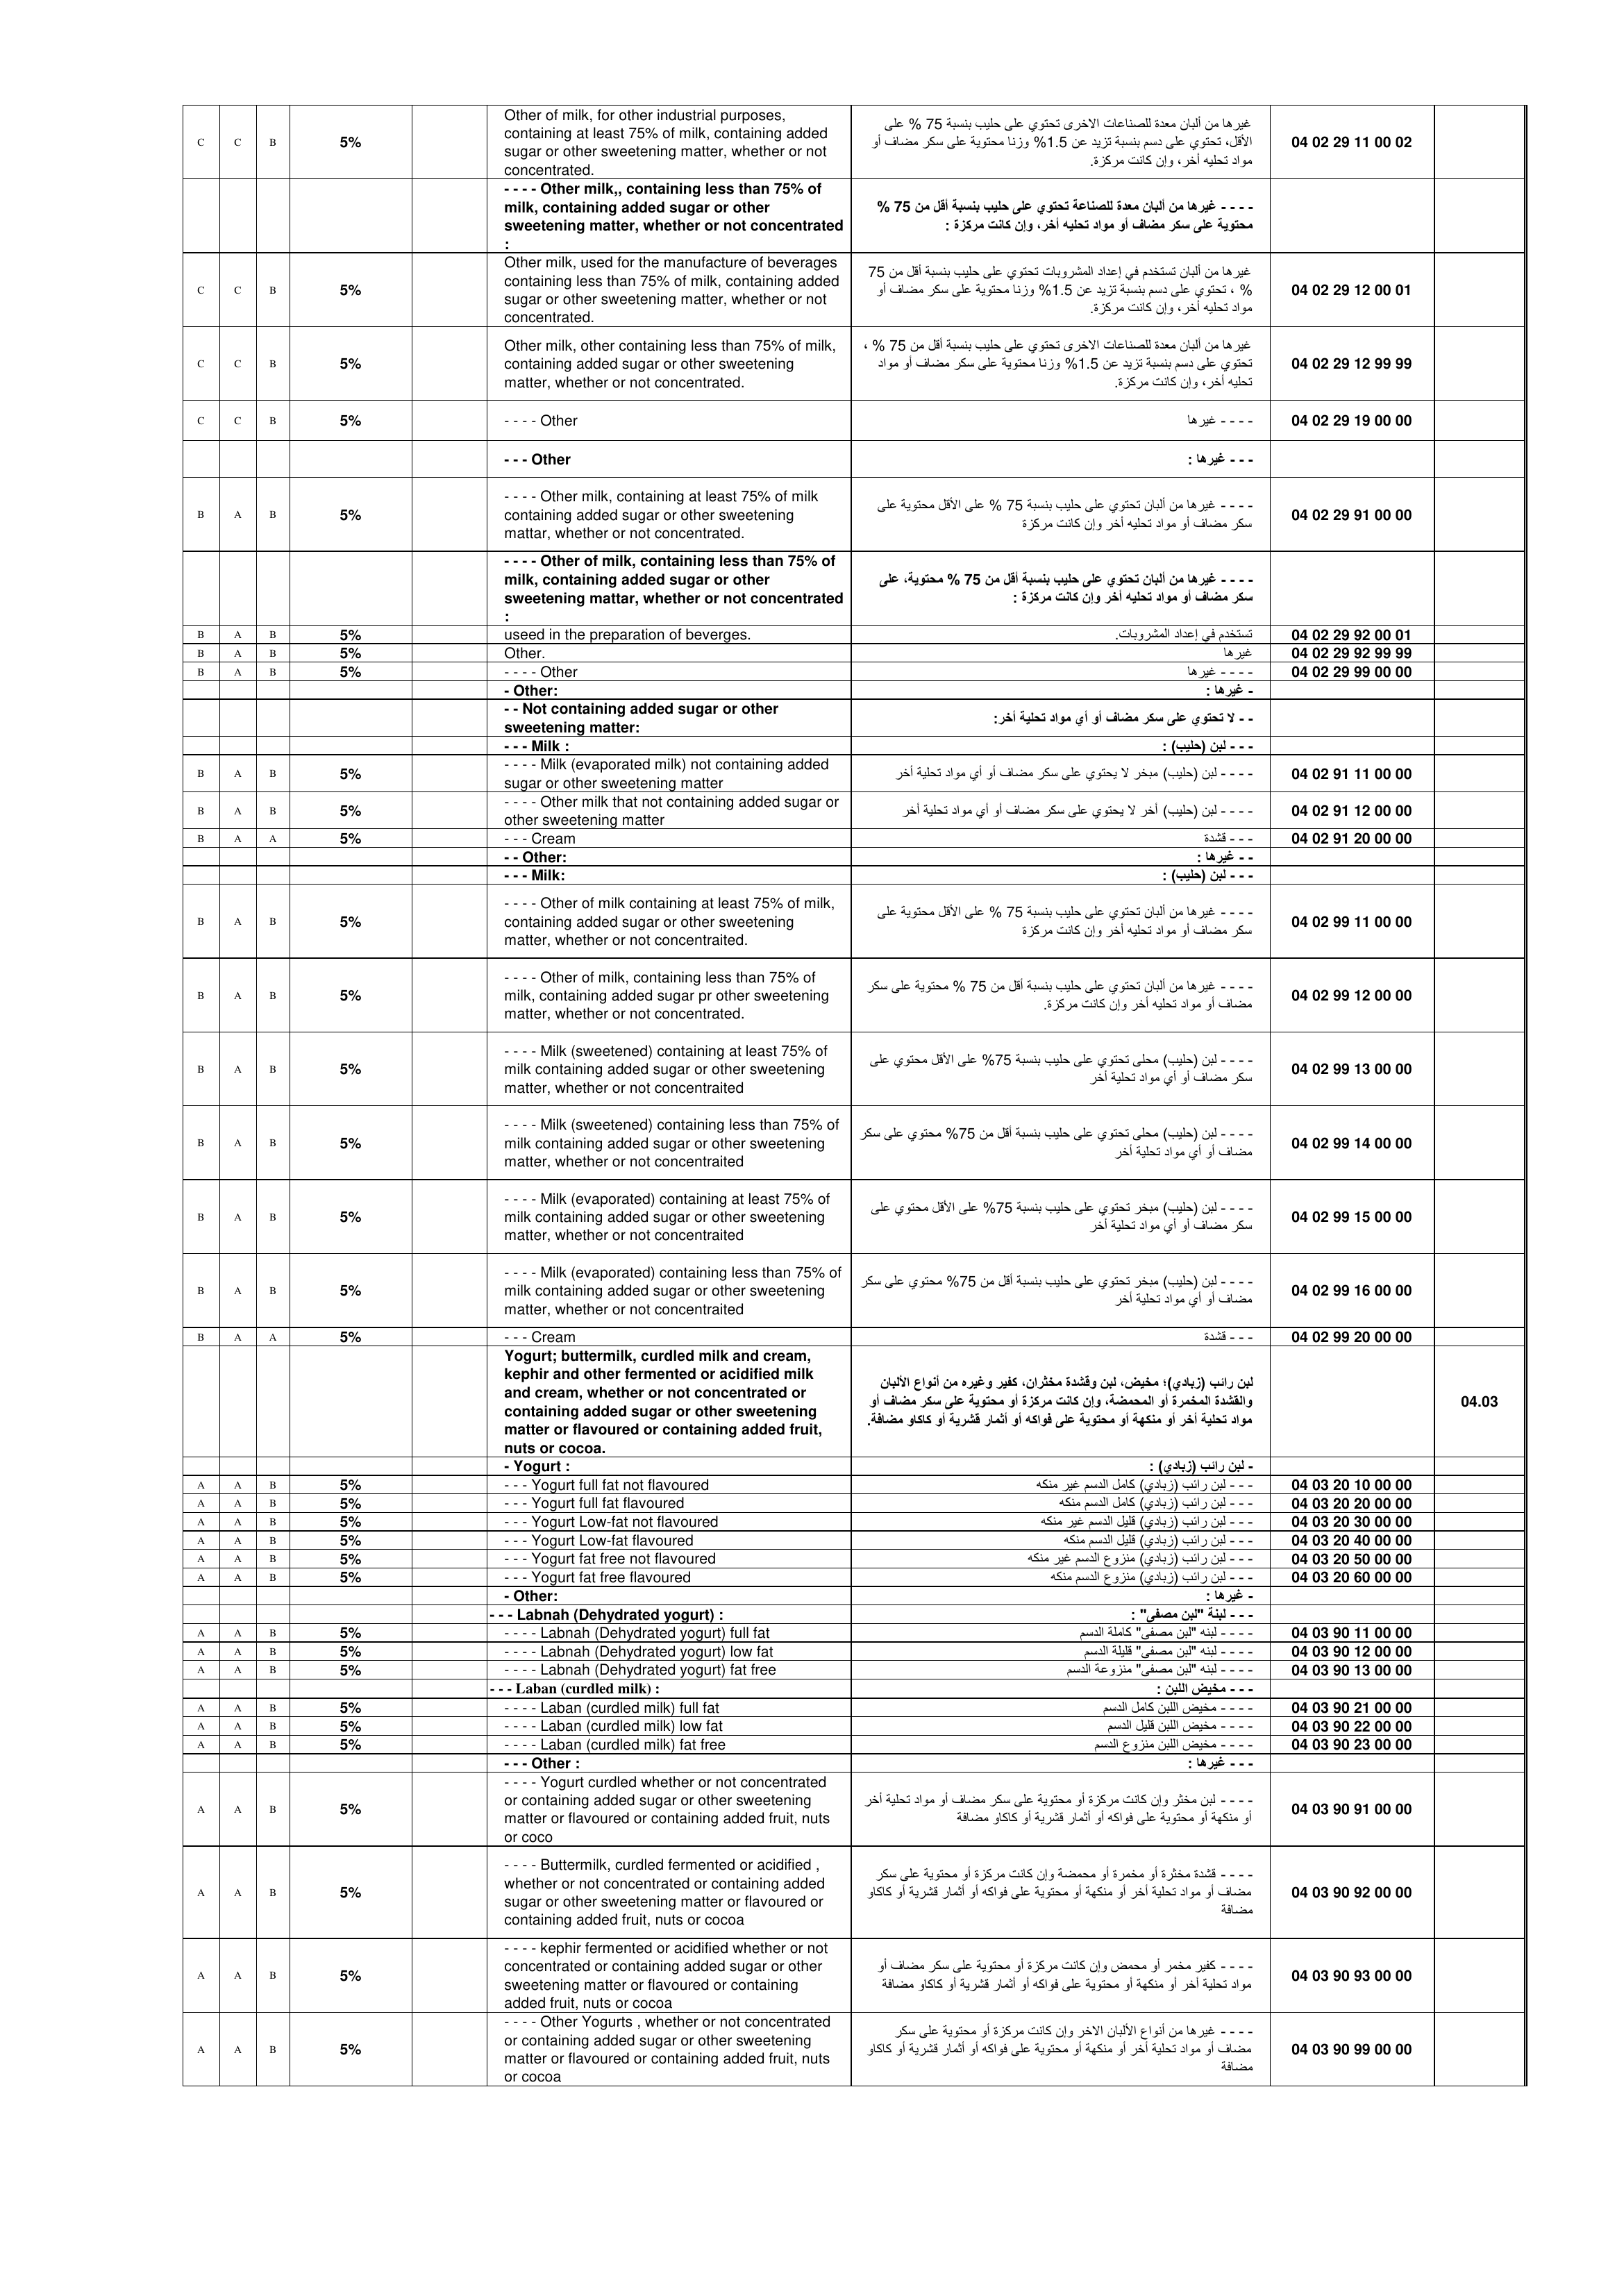 Other of milk, for other industrial purposes,
containing at least 75% of milk, containing added
sugar or other sweetening matter, whether or not
concentrated.
C C B 5%
غيرها من ألبان معدة للصناعات الاخرى تحتوي على حليب بنسبة 75 % على
الأقل، تحتوي على دسم بنسبة تزيد عن 1.5% وزنا محتوية على سكر مضاف أو
مواد تحليه أخر، وإن كانت مركزة.
04 02 29 11 00 02
- - - - Other milk,, containing less than 75% of
milk, containing added sugar or other
sweetening matter, whether or not concentrated
:
- - - - غيرها من ألبان معدة للصناعة تحتوي على حليب بنسبة أقل من 75 %
محتوية على سكر مضاف أو مواد تحليه أخر، وإن كانت مركزة :
Other milk, used for the manufacture of beverages
containing less than 75% of milk, containing added
sugar or other sweetening matter, whether or not
concentrated.
C C B 5%
غيرها من ألبان تستخدم في إعداد المشروبات تحتوي على حليب بنسبة أقل من 75
% ، تحتوي على دسم بنسبة تزيد عن 1.5% وزنا محتوية على سكر مضاف أو
مواد تحليه أخر، وإن كانت مركزة.
04 02 29 12 00 01
Other milk, other containing less than 75% of milk,
containing added sugar or other sweetening
matter, whether or not concentrated.
C C B 5%
غيرها من ألبان معدة للصناعات الاخرى تحتوي على حليب بنسبة أقل من 75 % ،
تحتوي على دسم بنسبة تزيد عن 1.5% وزنا محتوية على سكر مضاف أو مواد
تحليه أخر، وإن كانت مركزة.
04 02 29 12 99 99
C C B 5% - - - - Other - - - - غيرها 04 02 29 19 00 00
- - - Other - - - غيرها :
- - - - Other milk, containing at least 75% of milk
containing added sugar or other sweetening
mattar, whether or not concentrated.
B A B 5%
- - - - غيرها من ألبان تحتوي على حليب بنسبة 75 % على الأقل محتوية على
سكر مضاف أو مواد تحليه أخر وإن كانت مركزة
04 02 29 91 00 00
- - - - Other of milk, containing less than 75% of
milk, containing added sugar or other
sweetening mattar, whether or not concentrated
:
- - - - غيرها من ألبان تحتوي على حليب بنسبة أقل من 75 % محتوية، على
سكر مضاف أو مواد تحليه أخر وإن كانت مركزة :
B A B 5% useed in the preparation of beverges. تستخدم في إعداد المشروبات. 04 02 29 92 00 01
B A B 5% Other. غيرها 04 02 29 92 99 99
B A B 5% - - - - Other - - - - غيرها 04 02 29 99 00 00
- Other: - غيرها :
- - Not containing added sugar or other
sweetening matter:
- - لا تحتوي على سكر مضاف أو أي مواد تحلية أخر:
- - - Milk : - - - لبن (حليب) :
- - - - Milk (evaporated milk) not containing added
sugar or other sweetening matter
B A B 5%
- - - - لبن (حليب) مبخر لا يحتوي على سكر مضاف أو أي مواد تحلية أخر
04 02 91 11 00 00
- - - - Other milk that not containing added sugar or
other sweetening matter
B A B 5%
- - - - لبن (حليب) أخر لا يحتوي على سكر مضاف أو أي مواد تحلية أخر
04 02 91 12 00 00
B A A 5% - - - Cream - - - قشدة 04 02 91 20 00 00
- - Other: - - غيرها :
- - - Milk: - - - لبن (حليب) :
- - - - Other of milk containing at least 75% of milk,
containing added sugar or other sweetening
matter, whether or not concentraited.
B A B 5%
- - - - غيرها من ألبان تحتوي على حليب بنسبة 75 % على الأقل محتوية على
سكر مضاف أو مواد تحليه أخر وإن كانت مركزة
04 02 99 11 00 00
- - - - Other of milk, containing less than 75% of
milk, containing added sugar pr other sweetening
matter, whether or not concentrated.
B A B 5%
- - - - غيرها من ألبان تحتوي على حليب بنسبة أقل من 75 % محتوية على سكر
مضاف أو مواد تحليه أخر وإن كانت مركزة.
04 02 99 12 00 00
- - - - Milk (sweetened) containing at least 75% of
milk containing added sugar or other sweetening
matter, whether or not concentraited
B A B 5%
- - - - لبن (حليب) محلى تحتوي على حليب بنسبة 75% على الأقل محتوي على
سكر مضاف أو أي مواد تحلية أخر
04 02 99 13 00 00
- - - - Milk (sweetened) containing less than 75% of
milk containing added sugar or other sweetening
matter, whether or not concentraited
B A B 5%
- - - - لبن (حليب) محلى تحتوي على حليب بنسبة أقل من 75% محتوي على سكر
مضاف أو أي مواد تحلية أخر
04 02 99 14 00 00
- - - - Milk (evaporated) containing at least 75% of
milk containing added sugar or other sweetening
matter, whether or not concentraited
B A B 5%
- - - - لبن (حليب) مبخر تحتوي على حليب بنسبة 75% على الأقل محتوي على
سكر مضاف أو أي مواد تحلية أخر
04 02 99 15 00 00
- - - - Milk (evaporated) containing less than 75% of
milk containing added sugar or other sweetening
matter, whether or not concentraited
B A B 5%
- - - - لبن (حليب) مبخر تحتوي على حليب بنسبة أقل من 75% محتوي على سكر
مضاف أو أي مواد تحلية أخر
04 02 99 16 00 00
B A A 5% - - - Cream - - - قشدة 04 02 99 20 00 00
Yogurt; buttermilk, curdled milk and cream,
kephir and other fermented or acidified milk
and cream, whether or not concentrated or
containing added sugar or other sweetening
matter or flavoured or containing added fruit,
nuts or cocoa.
لبن رائب (زبادي)؛ مخيض، لبن وقشدة مخثران، كفير وغيره من أنواع الألبان
والقشدة المخمرة أو المحمضة، وإن كانت مركزة أو محتوية على سكر مضاف أو
مواد تحلية أخر أو منكهة أو محتوية على فواكه أو أثمار قشرية أو كاكاو مضافة.
04.03
- Yogurt : - لبن رائب (زبادي) :
A A B 5% - - - Yogurt full fat not flavoured - - - لبن رائب (زبادي) كامل الدسم غير منكه 04 03 20 10 00 00
A A B 5% - - - Yogurt full fat flavoured - - - لبن رائب (زبادي) كامل الدسم منكه 04 03 20 20 00 00
A A B 5% - - - Yogurt Low-fat not flavoured - - - لبن رائب (زبادي) قليل الدسم غير منكه 04 03 20 30 00 00
A A B 5% - - - Yogurt Low-fat flavoured - - - لبن رائب (زبادي) قليل الدسم منكه 04 03 20 40 00 00
A A B 5% - - - Yogurt fat free not flavoured - - - لبن رائب (زبادي) منزوع الدسم غير منكه 04 03 20 50 00 00
A A B 5% - - - Yogurt fat free flavoured - - - لبن رائب (زبادي) منزوع الدسم منكه 04 03 20 60 00 00
- Other: - غيرها :
- - - Labnah (Dehydrated yogurt) : - - - لبنة "لبن مصفى" :
A A B 5% - - - - Labnah (Dehydrated yogurt) full fat - - - - لبنه "لبن مصفى" كاملة الدسم 04 03 90 11 00 00
A A B 5% - - - - Labnah (Dehydrated yogurt) low fat - - - - لبنه "لبن مصفى" قليلة الدسم 04 03 90 12 00 00
A A B 5% - - - - Labnah (Dehydrated yogurt) fat free - - - - لبنه "لبن مصفى" منزوعة الدسم 04 03 90 13 00 00
- - - Laban (curdled milk) : - - - مخيض اللبن :
A A B 5% - - - - Laban (curdled milk) full fat - - - - مخيض اللبن كامل الدسم 04 03 90 21 00 00
A A B 5% - - - - Laban (curdled milk) low fat - - - - مخيض اللبن قليل الدسم 04 03 90 22 00 00
A A B 5% - - - - Laban (curdled milk) fat free - - - - مخيض اللبن منزوع الدسم 04 03 90 23 00 00
- - - Other : - - - غيرها :
- - - - Yogurt curdled whether or not concentrated
or containing added sugar or other sweetening
matter or flavoured or containing added fruit, nuts
or coco
A A B 5%
- - - - لبن مخثر وإن كانت مركزة أو محتوية على سكر مضاف أو مواد تحلية أخر
أو منكهة أو محتوية على فواكه أو أثمار قشرية أو كاكاو مضافة
04 03 90 91 00 00
- - - - Buttermilk, curdled fermented or acidified ,
whether or not concentrated or containing added
sugar or other sweetening matter or flavoured or
containing added fruit, nuts or cocoa
A A B 5%
- - - - قشدة مخثرة أو مخمرة أو محمضة وإن كانت مركزة أو محتوية على سكر
مضاف أو مواد تحلية أخر أو منكهة أو محتوية على فواكه أو أثمار قشرية أو كاكاو
مضافة
04 03 90 92 00 00
- - - - kephir fermented or acidified whether or not
concentrated or containing added sugar or other
sweetening matter or flavoured or containing
added fruit, nuts or cocoa
A A B 5%
- - - - كفير مخمر أو محمض وإن كانت مركزة أو محتوية على سكر مضاف أو
مواد تحلية أخر أو منكهة أو محتوية على فواكه أو أثمار قشرية أو كاكاو مضافة
04 03 90 93 00 00
- - - - Other Yogurts , whether or not concentrated
or containing added sugar or other sweetening
matter or flavoured or containing added fruit, nuts
or cocoa
A A B 5%
- - - - غيرها من أنواع الألبان الاخر وإن كانت مركزة أو محتوية على سكر
مضاف أو مواد تحلية أخر أو منكهة أو محتوية على فواكه أو أثمار قشرية أو كاكاو
مضافة
04 03 90 99 00 00